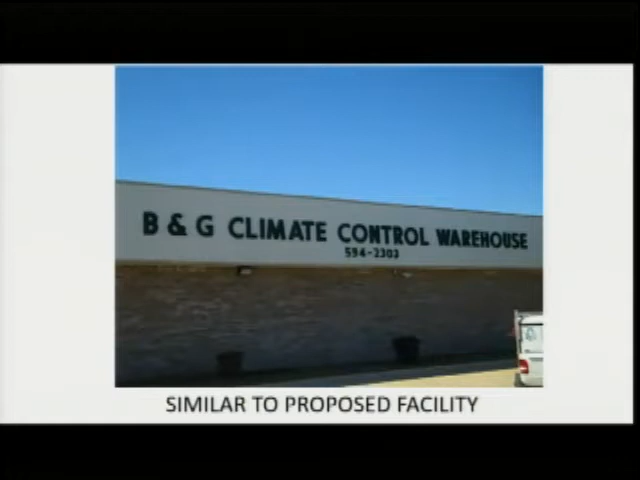 B & G CLIMATE CONTROL WAREHOUSE
594-2303
SIMILAR TO PROPOSED FACILITY